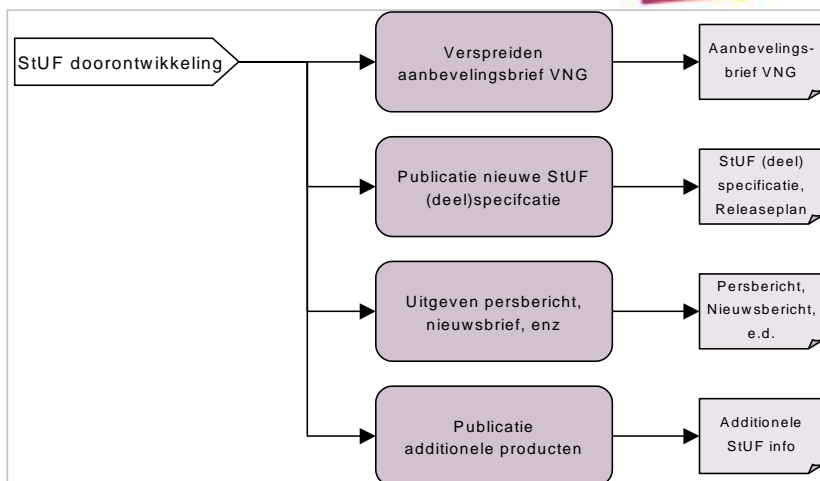 StUF doorontwikkeling
Verspreiden
aanbevelingsbrief VNG
Aanbevelings-
brief VNG
Publicatie nieuwe StUF
(deel)specifcatie
StUF (deel)
specificatie,
Releaseplan
Uitgeven persbericht,
nieuwsbrief, enz
Persbericht,
Nieuwsbericht,
e.d.
Publicatie
additionele producten
Additionele
StUF info